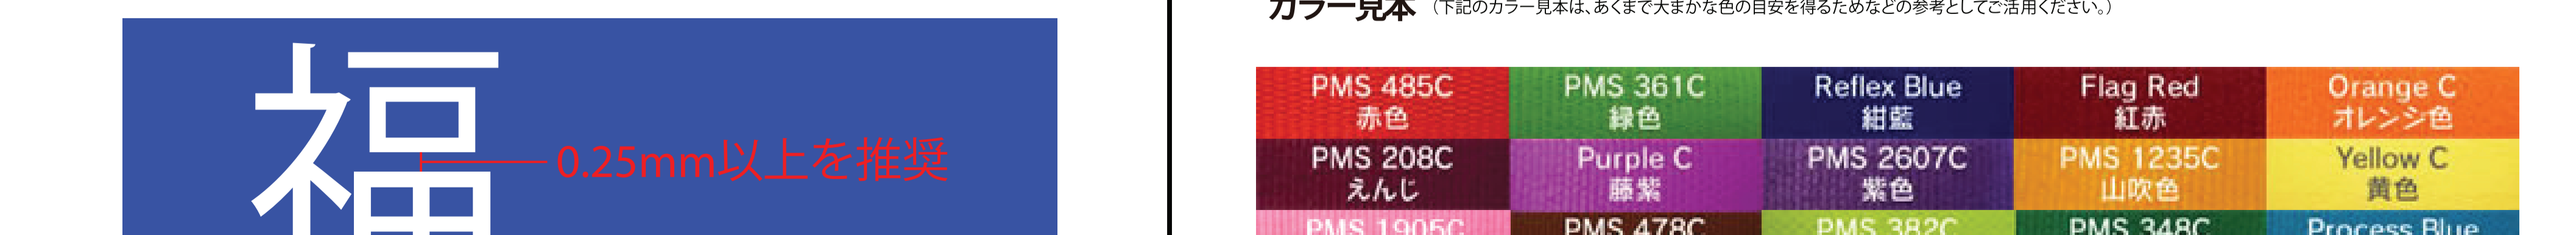 福
0.25mm以上を推奨
カラー見本 (下記のカラー見本は、あくまで大まかな色の目安を得るためなどの参考としてご活用ください。)
PMS 485C
赤色
PMS 361C
緑色
Reflex Blue
紺藍
Flag Red
紅赤
Orange C
オレンジ色
PMS 208C
えんじ
Purple C
藤紫
PMS 2607C
紫色
PMS 1235C
山吹色
Yellow C
黄色
PMS 1905C
PMS 478C
PMS 382C
PMS 348C
Process Blue